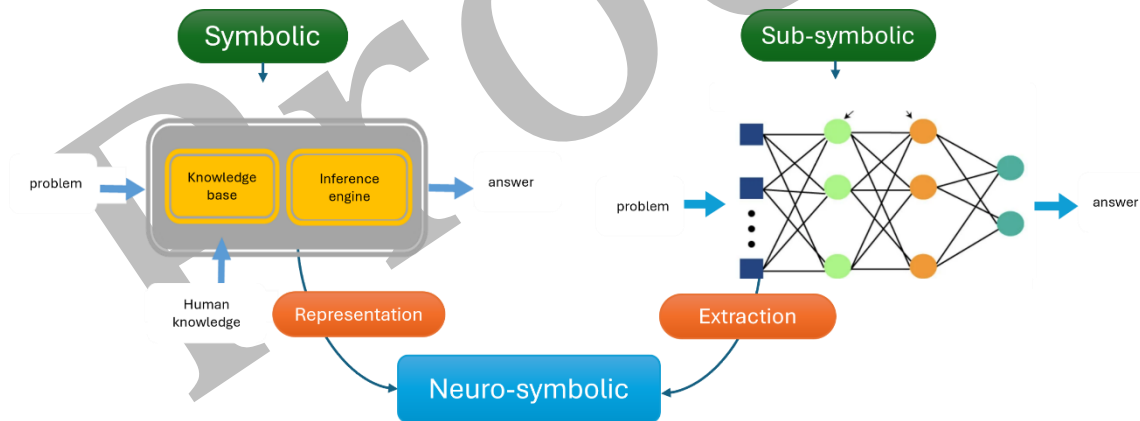 Symbolic
Sub-symbolic
problem
Knowledge
base
Inference
engine
answer
Human
knowledge
problem
answer
Representation
Extraction
Neuro-symbolic